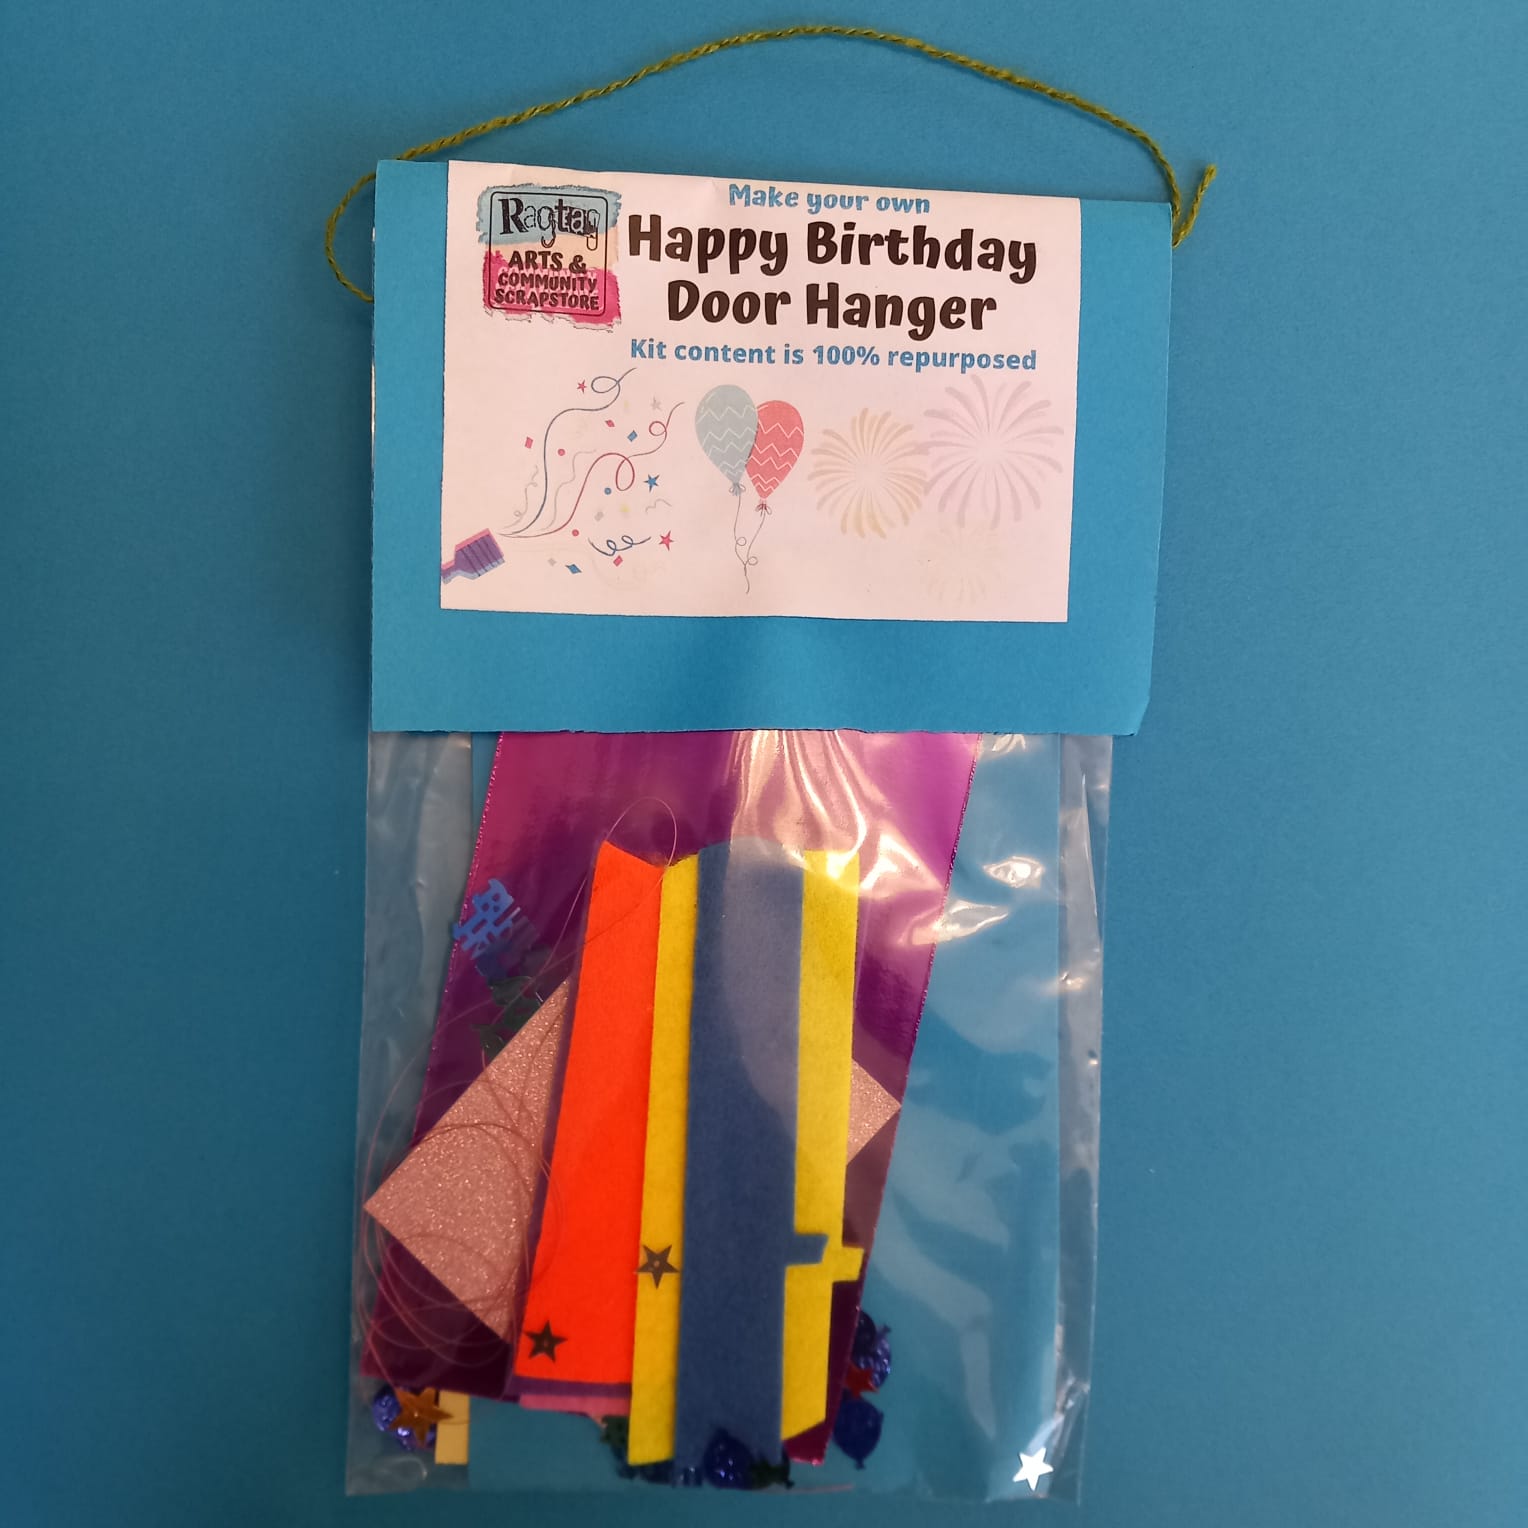 Make your own
Ragtag
Happy Birthday
ARTS &
COMMUNITY
SCRAPSTORE
Door Hanger
Kit content is 100% repurposed